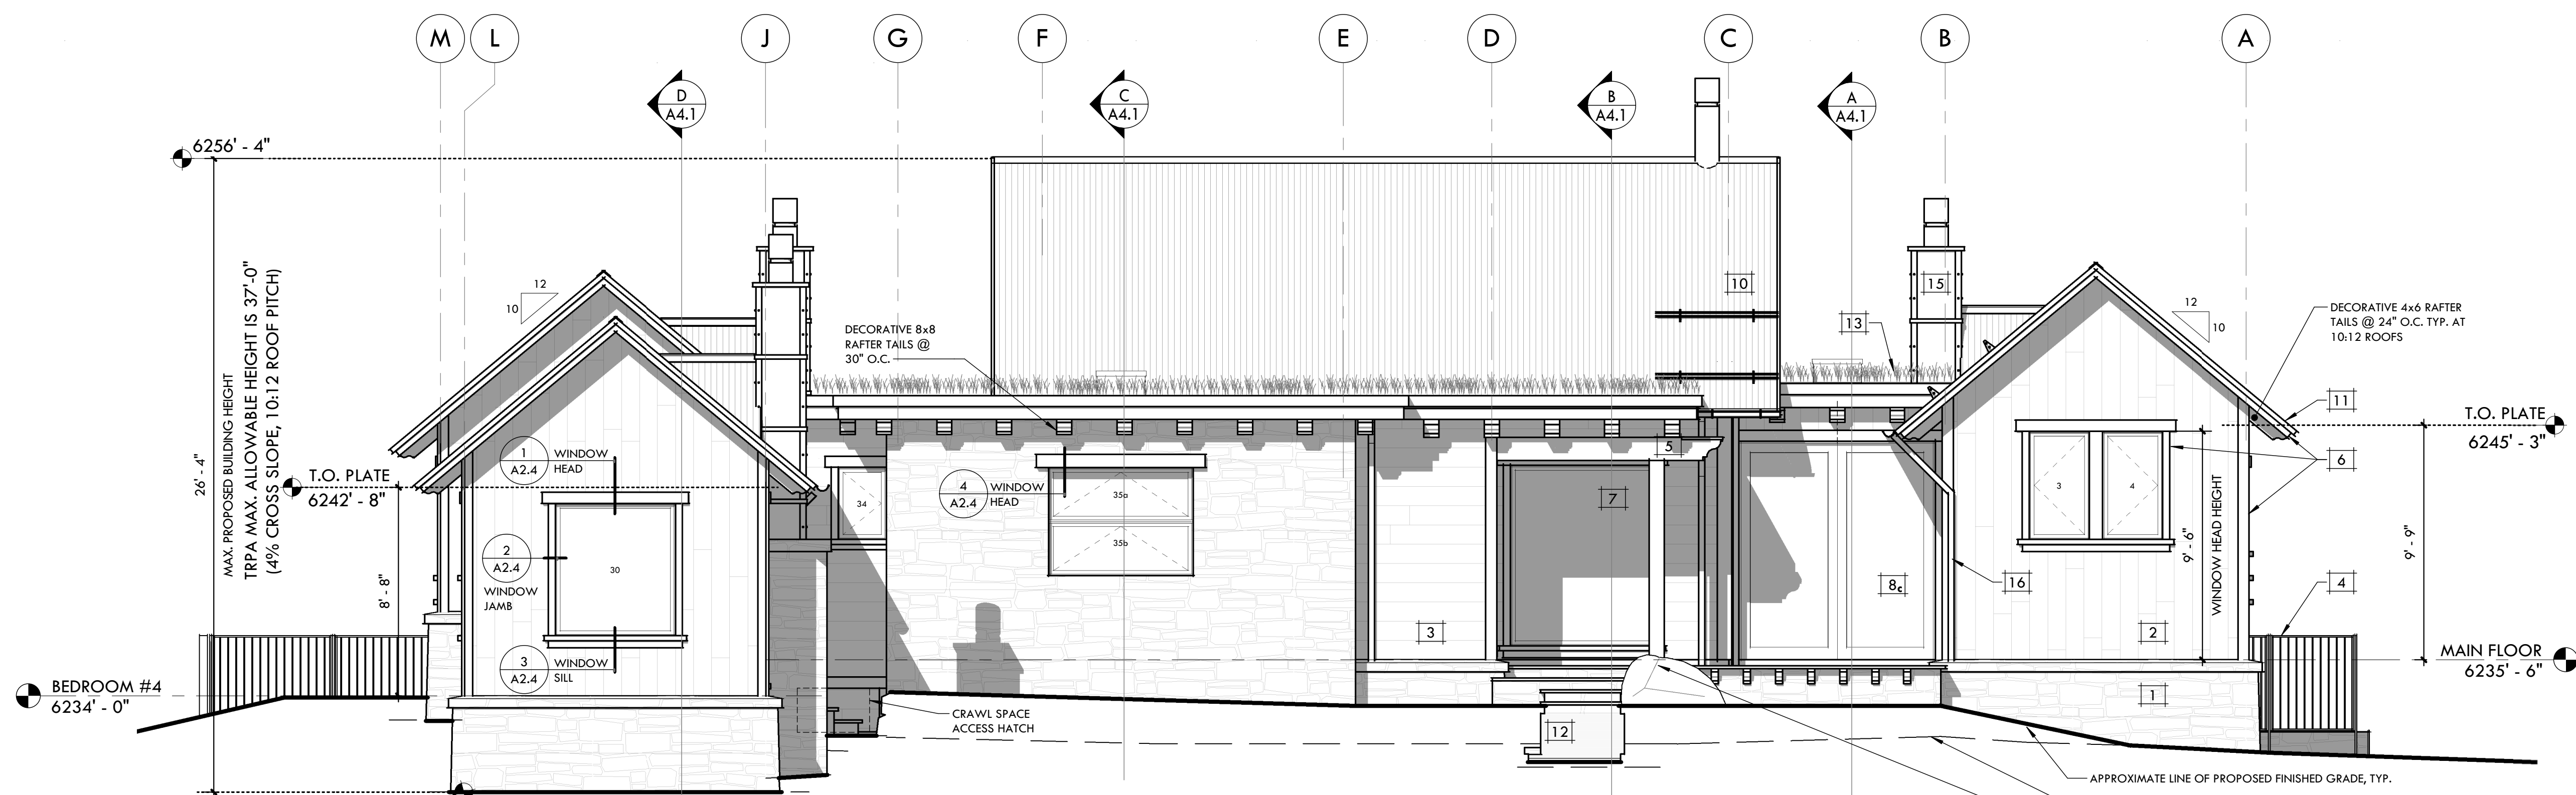 M
L
J
G
F
E
D
C
B
A
D
A4.1
C
A4.1
B
A4.1
A
A4.1
6256' - 4"
26' - 4"
MAX. PROPOSED BUILDING HEIGHT
TRPA MAX. ALLOWABLE HEIGHT IS 37'-0"
(4% CROSS SLOPE, 10:12 ROOF PITCH)
12
10
T.O. PLATE
6242' - 8"
8' - 8"
1
A2.4
WINDOW
HEAD
2
A2.4
WINDOW
JAMB
3
A2.4
WINDOW
SILL
30
BEDROOM #4
6234' - 0"
DECORATIVE 8x8
RAFTER TAILS @
30" O.C.
34
4
A2.4
WINDOW
HEAD
35a
35b
CRAWL SPACE
ACCESS HATCH
10
13
15
5
7
3
8c
12
16
12
10
DECORATIVE 4x6 RAFTER
TAILS @ 24" O.C. TYP. AT
10:12 ROOFS
11
6
4
3
4
9' - 6"
WINDOW HEAD HEIGHT
2
1
T.O. PLATE
6245' - 3"
9' - 9"
MAIN FLOOR
6235' - 6"
APPROXIMATE LINE OF PROPOSED FINISHED GRADE, TYP.